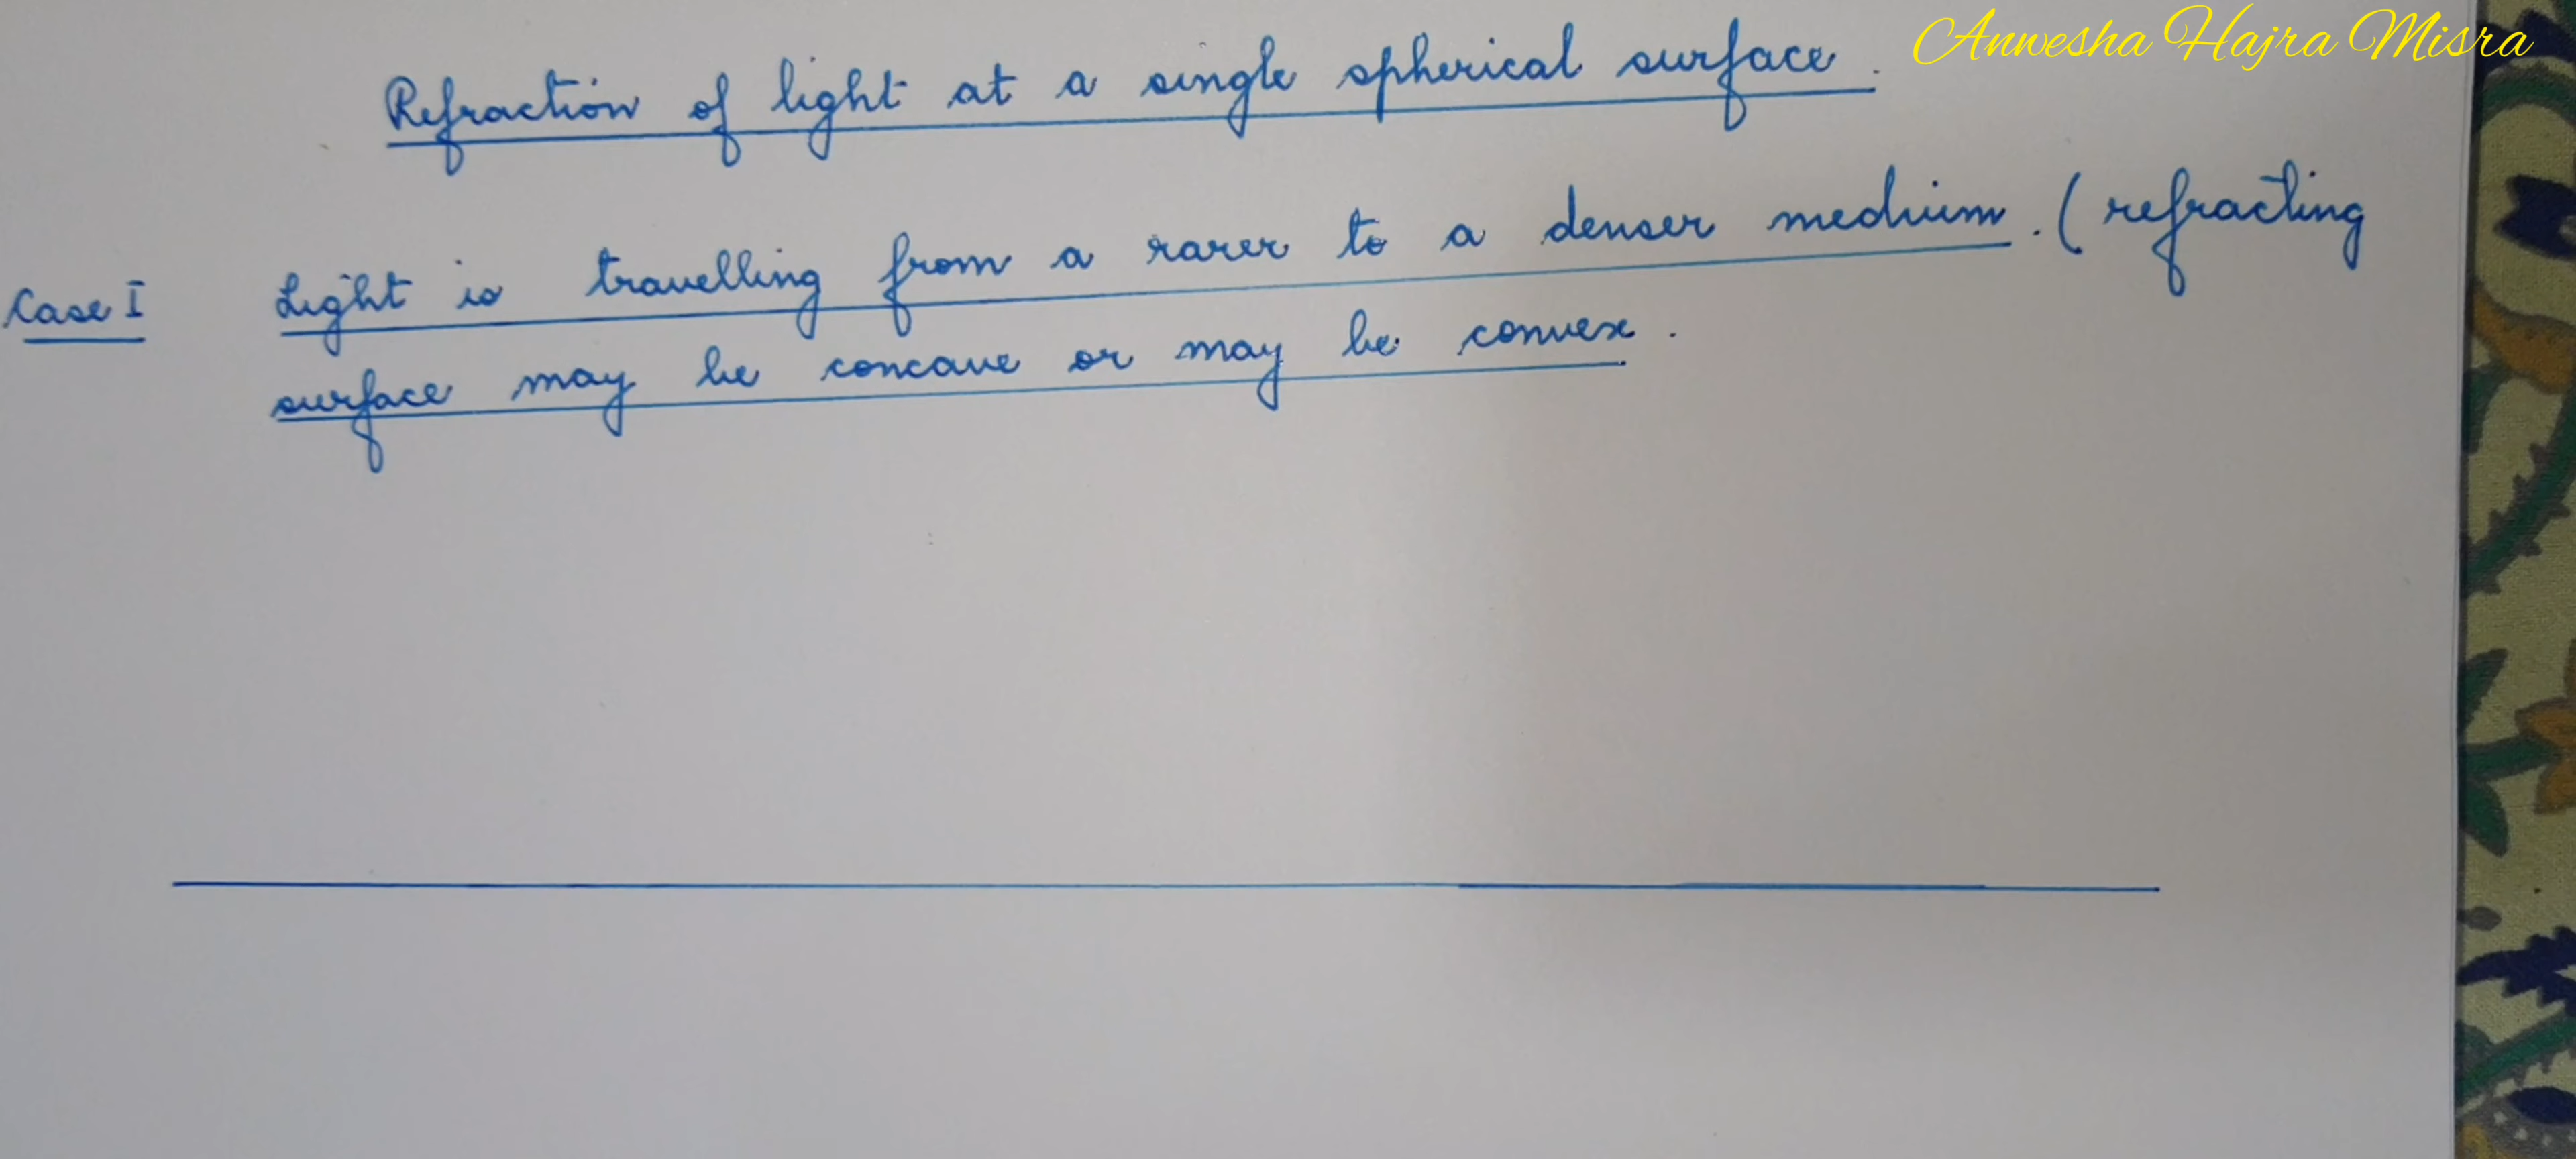 Anwesha Hajra Misra
Refraction of light at a single spherical surface.
Case I Light is travelling from a rarer to a denser medium. (refracting
surface may be concave or may be convex.